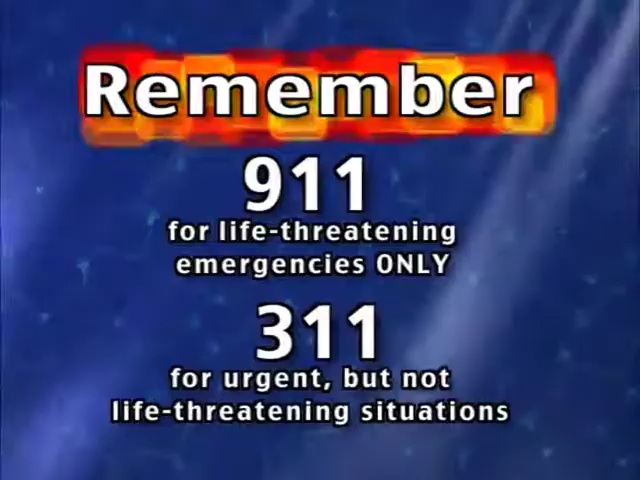 Remember
911
for life-threatening
emergencies ONLY
311
for urgent, but not
life-threatening situations